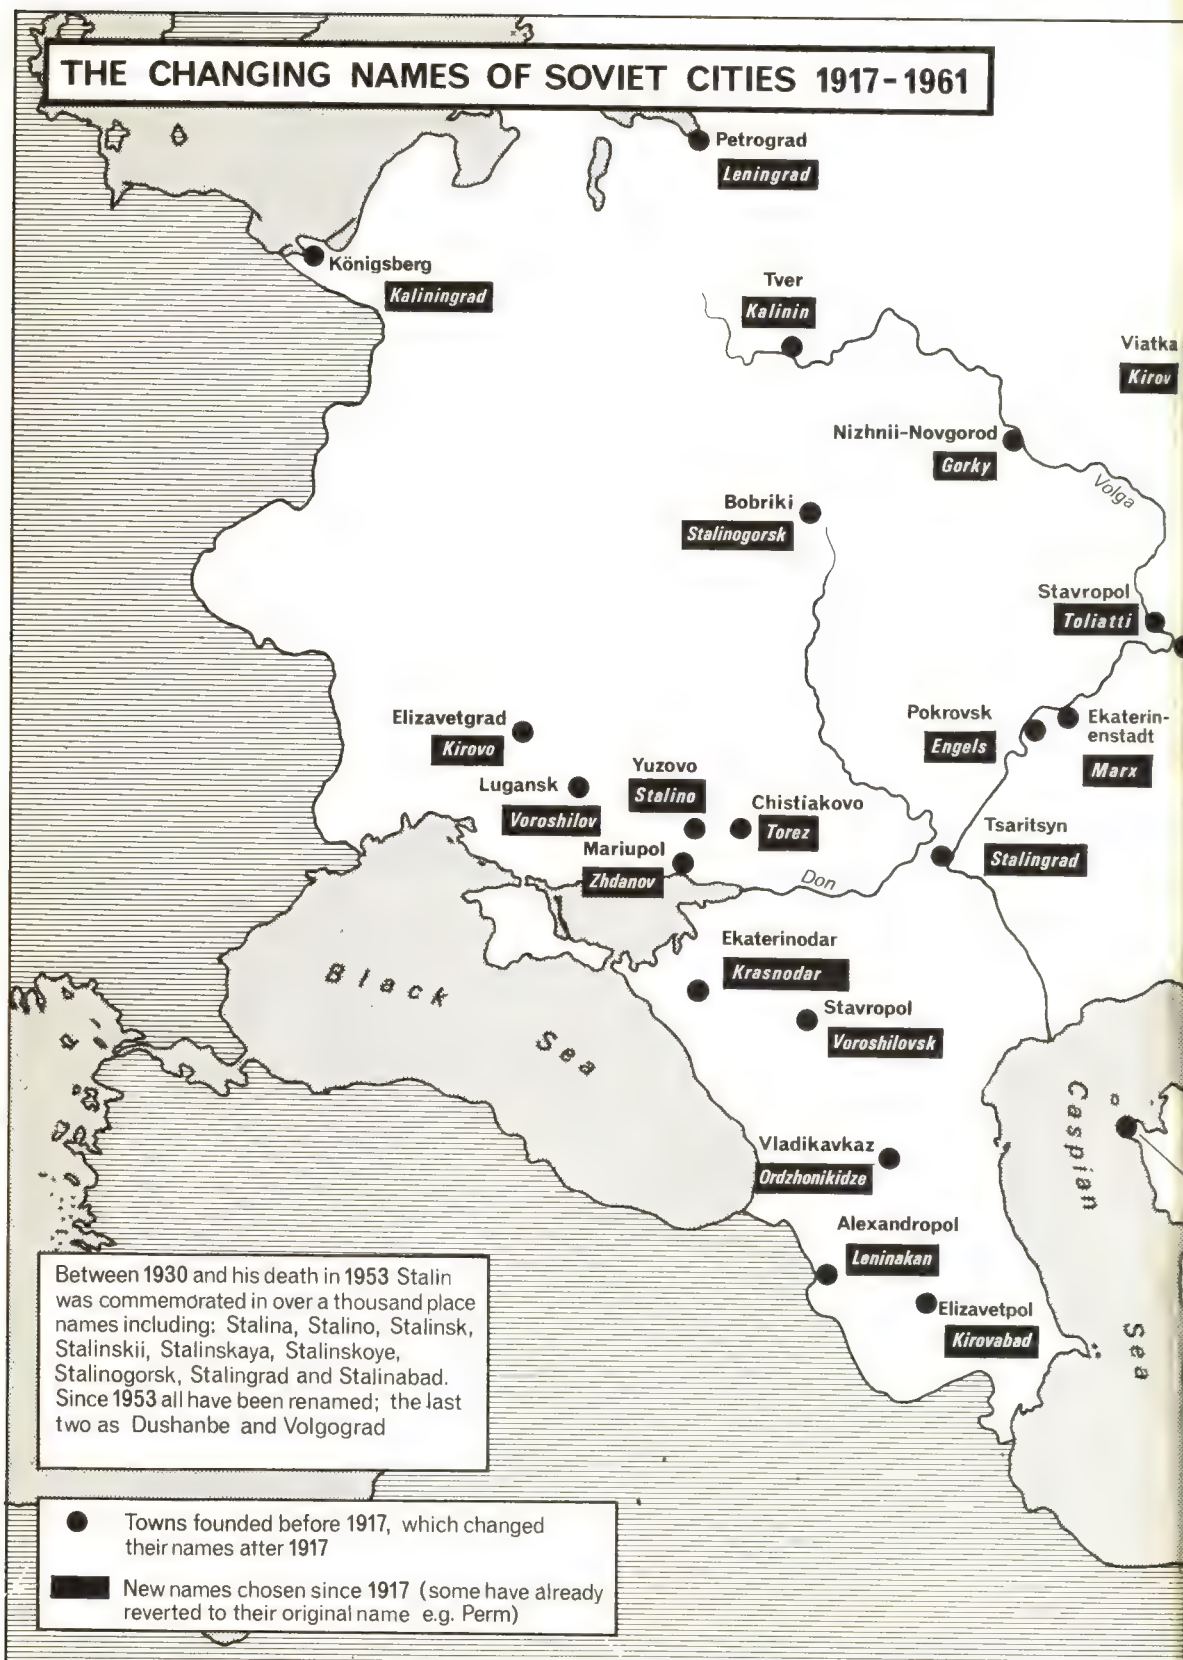 THE CHANGING NAMES OF SOVIET CITIES 1917-1961
Petrograd
Leningrad
Königsberg
Kaliningrad
Tver
Kalinin
Viatka
Kirov
Nizhnii-Novgorod
Gorky
Volga
Bobriki
Stalinogorsk
Stavropol
Toliatti
Elizavetgrad
Kirovo
Pokrovsk
Engels
Ekaterin-
enstadt
Marx
Lugansk
Voroshilov
Yuzovo
Stalino
Chistiakovo
Torez
Tsaritsyn
Stalingrad
Mariupol
Zhdanov
Don
Ekaterinodar
Krasnodar
Stavropol
Voroshilovsk
Black Sea
Caspian Sea
Vladikavkaz
Ordzhonikidze
Alexandropol
Leninakan
Elizavetpol
Kirovabad
Between 1930 and his death in 1953 Stalin
was commemorated in over a thousand place
names including: Stalina, Stalino, Stalinsk,
Stalinskii, Stalinskaya, Stalinskoye,
Stalinogorsk, Stalingrad and Stalinabad.
Since 1953 all have been renamed; the last
two as Dushanbe and Volgograd
Towns founded before 1917, which changed
their names after 1917
New names chosen since 1917 (some have already
reverted to their original name e.g. Perm)